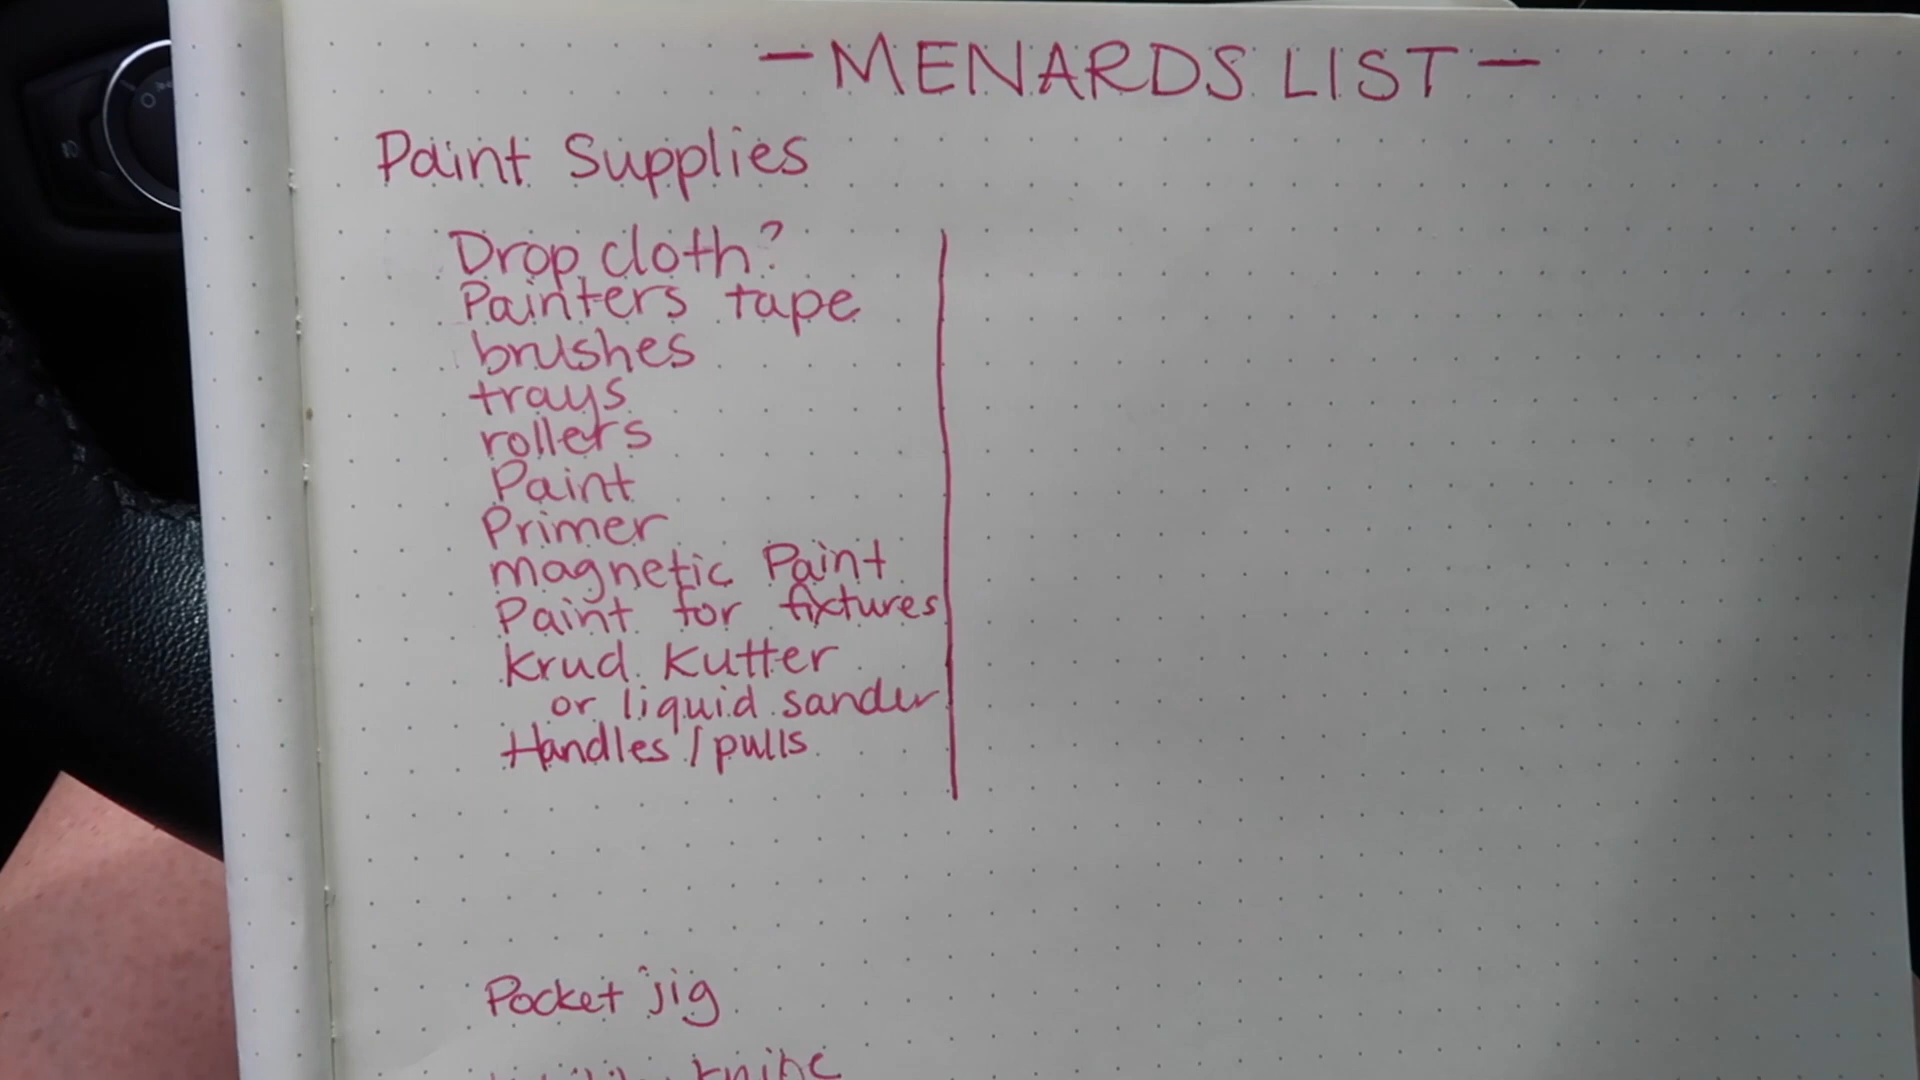 - MENARDS LIST -
Paint Supplies
Drop cloth?
Painters tape
brushes
trays
rollers
Paint
Primer
magnetic Paint
Paint for fixtures
Krud Kutter
or liquid sander
Handles / pulls
Pocket jig